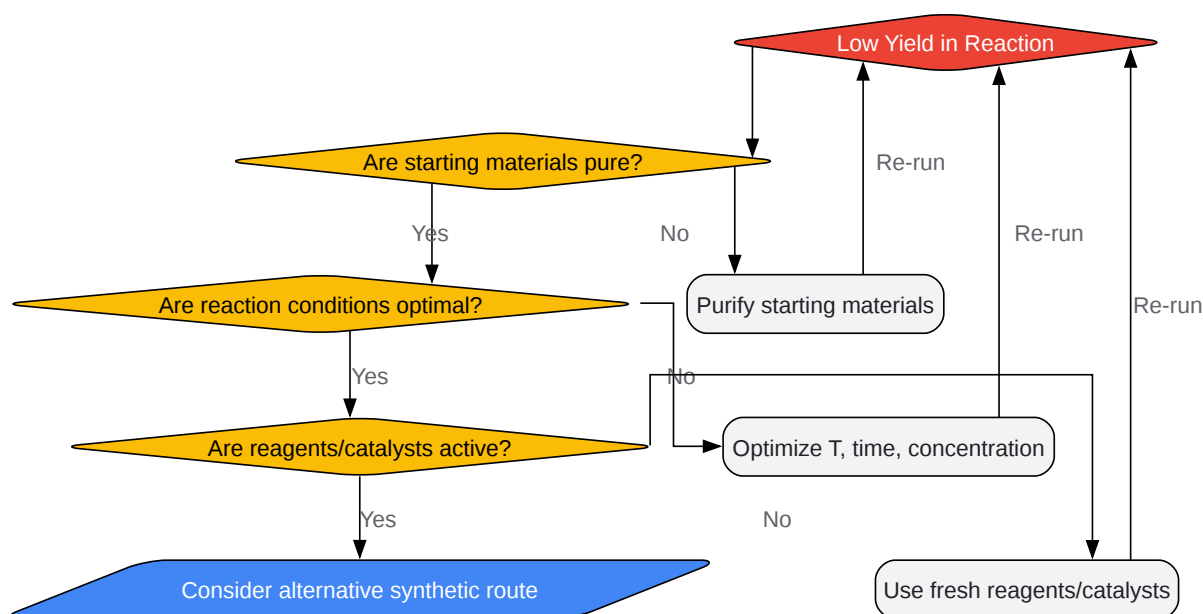 Low Yield in Reaction
Are starting materials pure?
Re-run
Yes
No
Re-run
Are reaction conditions optimal?
Purify starting materials
Re-run
Yes
No
Are reagents/catalysts active?
Optimize T, time, concentration
Yes
No
Consider alternative synthetic route
Use fresh reagents/catalysts